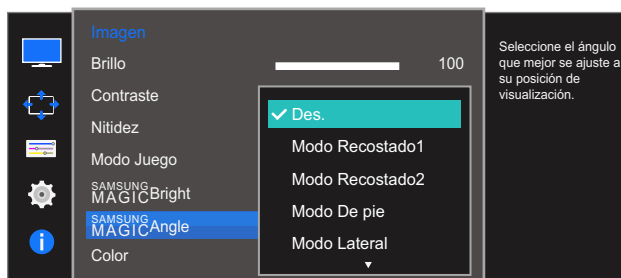 Imagen
Brillo 100
Contraste
Nitidez
Modo Juego
SAMSUNG MAGIC Bright
SAMSUNG MAGIC Angle
Color
Des.
Modo Recostado1
Modo Recostado2
Modo De pie
Modo Lateral
Seleccione el ángulo
que mejor se ajuste a
su posición de
visualización.